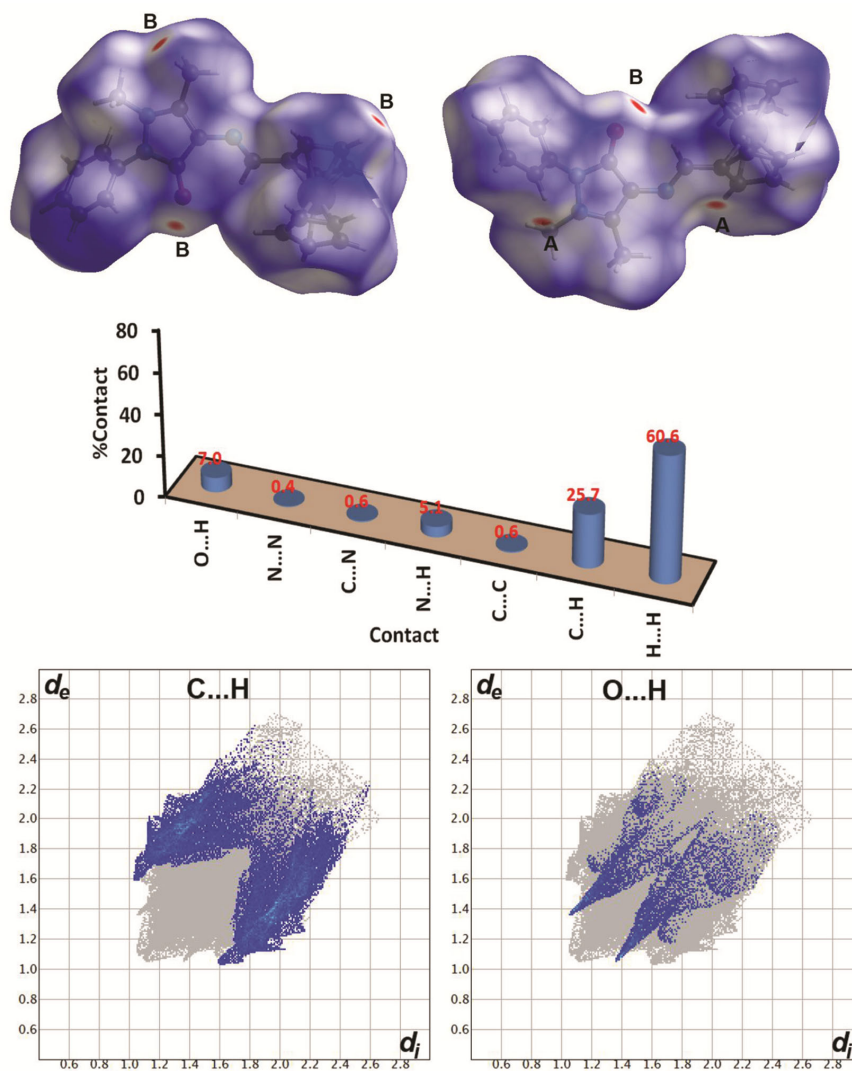 B
B
B
B
A
A
%Contact
80
60
40
20
0
7.0
0.4
0.6
5.1
0.6
25.7
60.6
O...H
N...N
C...N
N...H
C...C
C...H
H...H
Contact
de
C...H
2.8
2.6
2.4
2.2
2.0
1.8
1.6
1.4
1.2
1.0
0.8
0.6
0.6 0.8 1.0 1.2 1.4 1.6 1.8 2.0 2.2 2.4 2.6 2.8
di
de
O...H
2.8
2.6
2.4
2.2
2.0
1.8
1.6
1.4
1.2
1.0
0.8
0.6
0.6 0.8 1.0 1.2 1.4 1.6 1.8 2.0 2.2 2.4 2.6 2.8
di